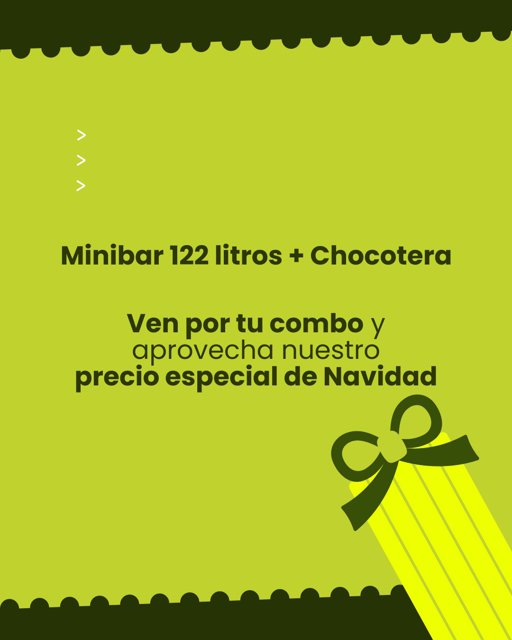 >
>
>
Minibar 122 litros + Chocotera
Ven por tu combo y
aprovecha nuestro
precio especial de Navidad